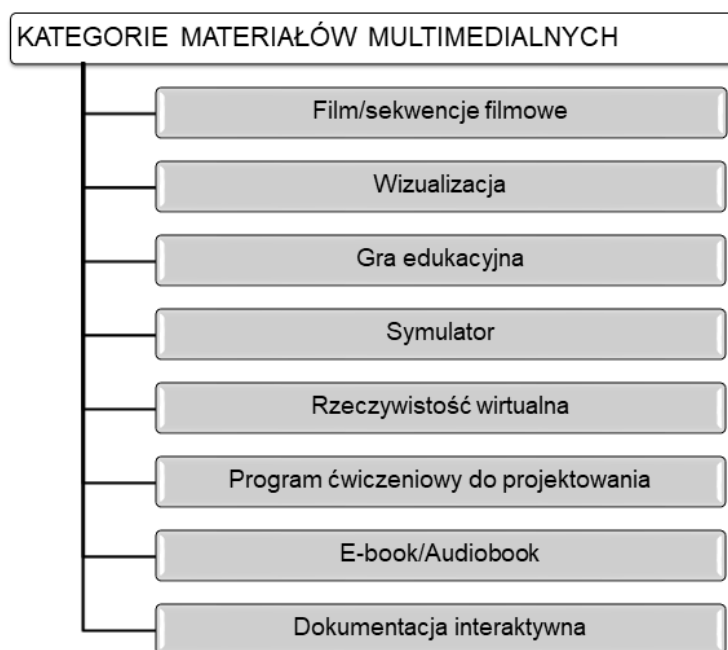 KATEGORIE MATERIAŁÓW MULTIMEDIALNYCH
Film/sekwencje filmowe
Wizualizacja
Gra edukacyjna
Symulator
Rzeczywistość wirtualna
Program ćwiczeniowy do projektowania
E-book/Audiobook
Dokumentacja interaktywna